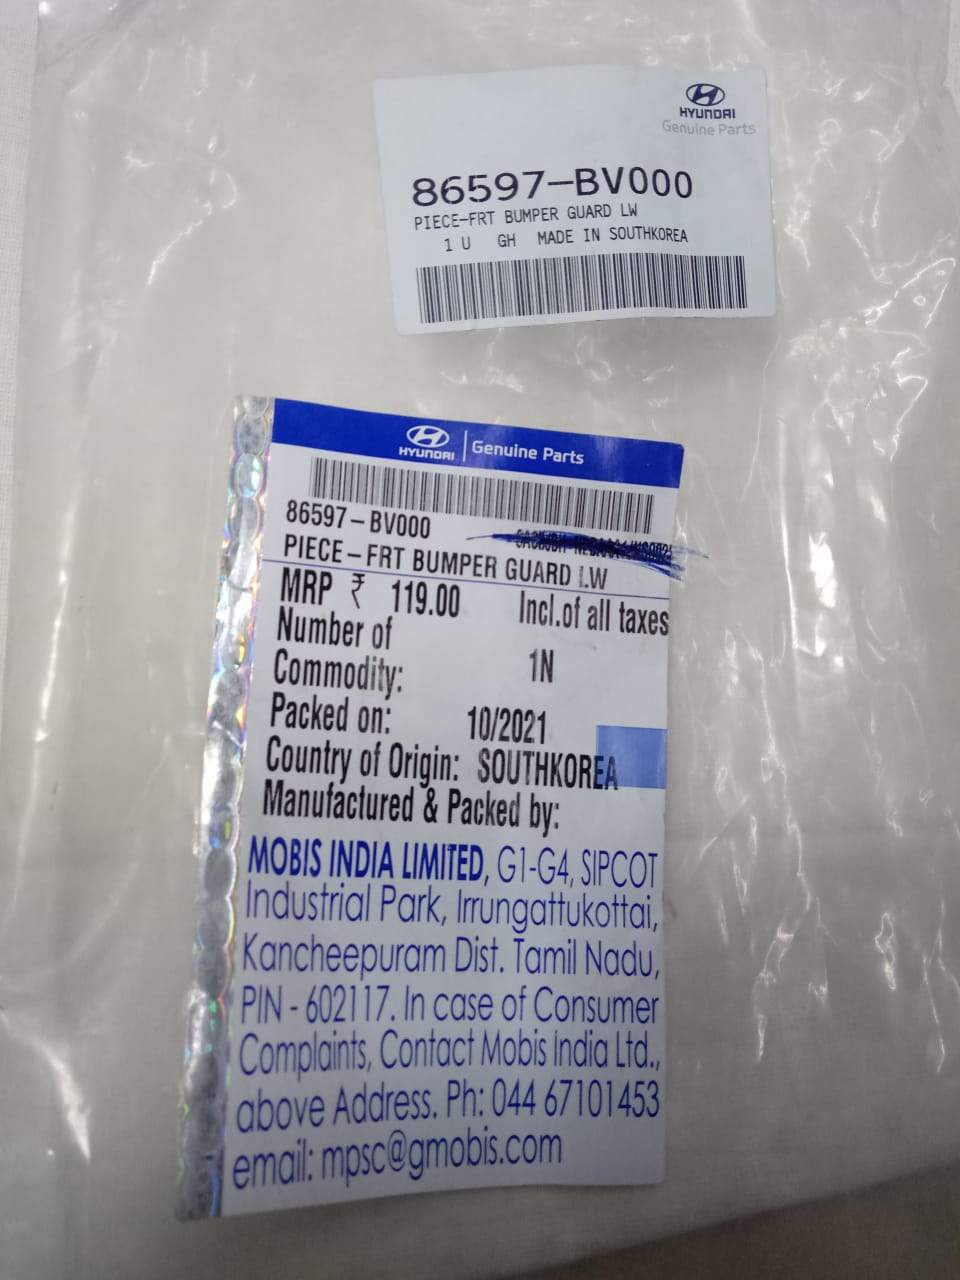 HYUNDAI
Genuine Parts
86597-BV000
PIECE-FRT BUMPER GUARD LW
1 U GH MADE IN SOUTHKOREA
HYUNDAI | Genuine Parts
86597-BV000
PIECE-FRT BUMPER GUARD LW
MRP ₹ 119.00 Incl.of all taxes
Number of
Commodity: 1N
Packed on: 10/2021
Country of Origin: SOUTHKOREA
Manufactured & Packed by:
MOBIS INDIA LIMITED, G1-G4, SIPCOT
Industrial Park, Irrungattukottai,
Kancheepuram Dist. Tamil Nadu,
PIN - 602117. In case of Consumer
Complaints, Contact Mobis India Ltd.,
above Address. Ph: 044 67101453
email: mpsc@gmobis.com